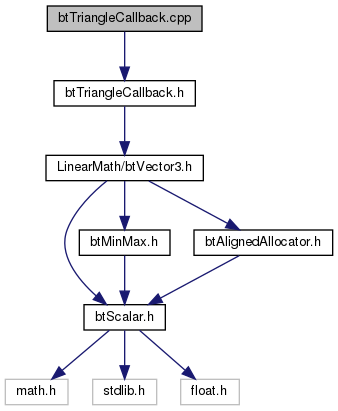 btTriangleCallback.cpp
btTriangleCallback.h
LinearMath/btVector3.h
btMinMax.h
btAlignedAllocator.h
btScalar.h
math.h
stdlib.h
float.h